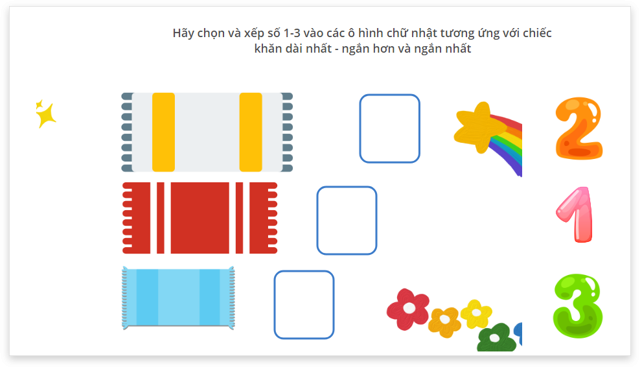 Hãy chọn và xếp số 1-3 vào các ô hình chữ nhật tương ứng với chiếc
khăn dài nhất - ngắn hơn và ngắn nhất
2
1
3